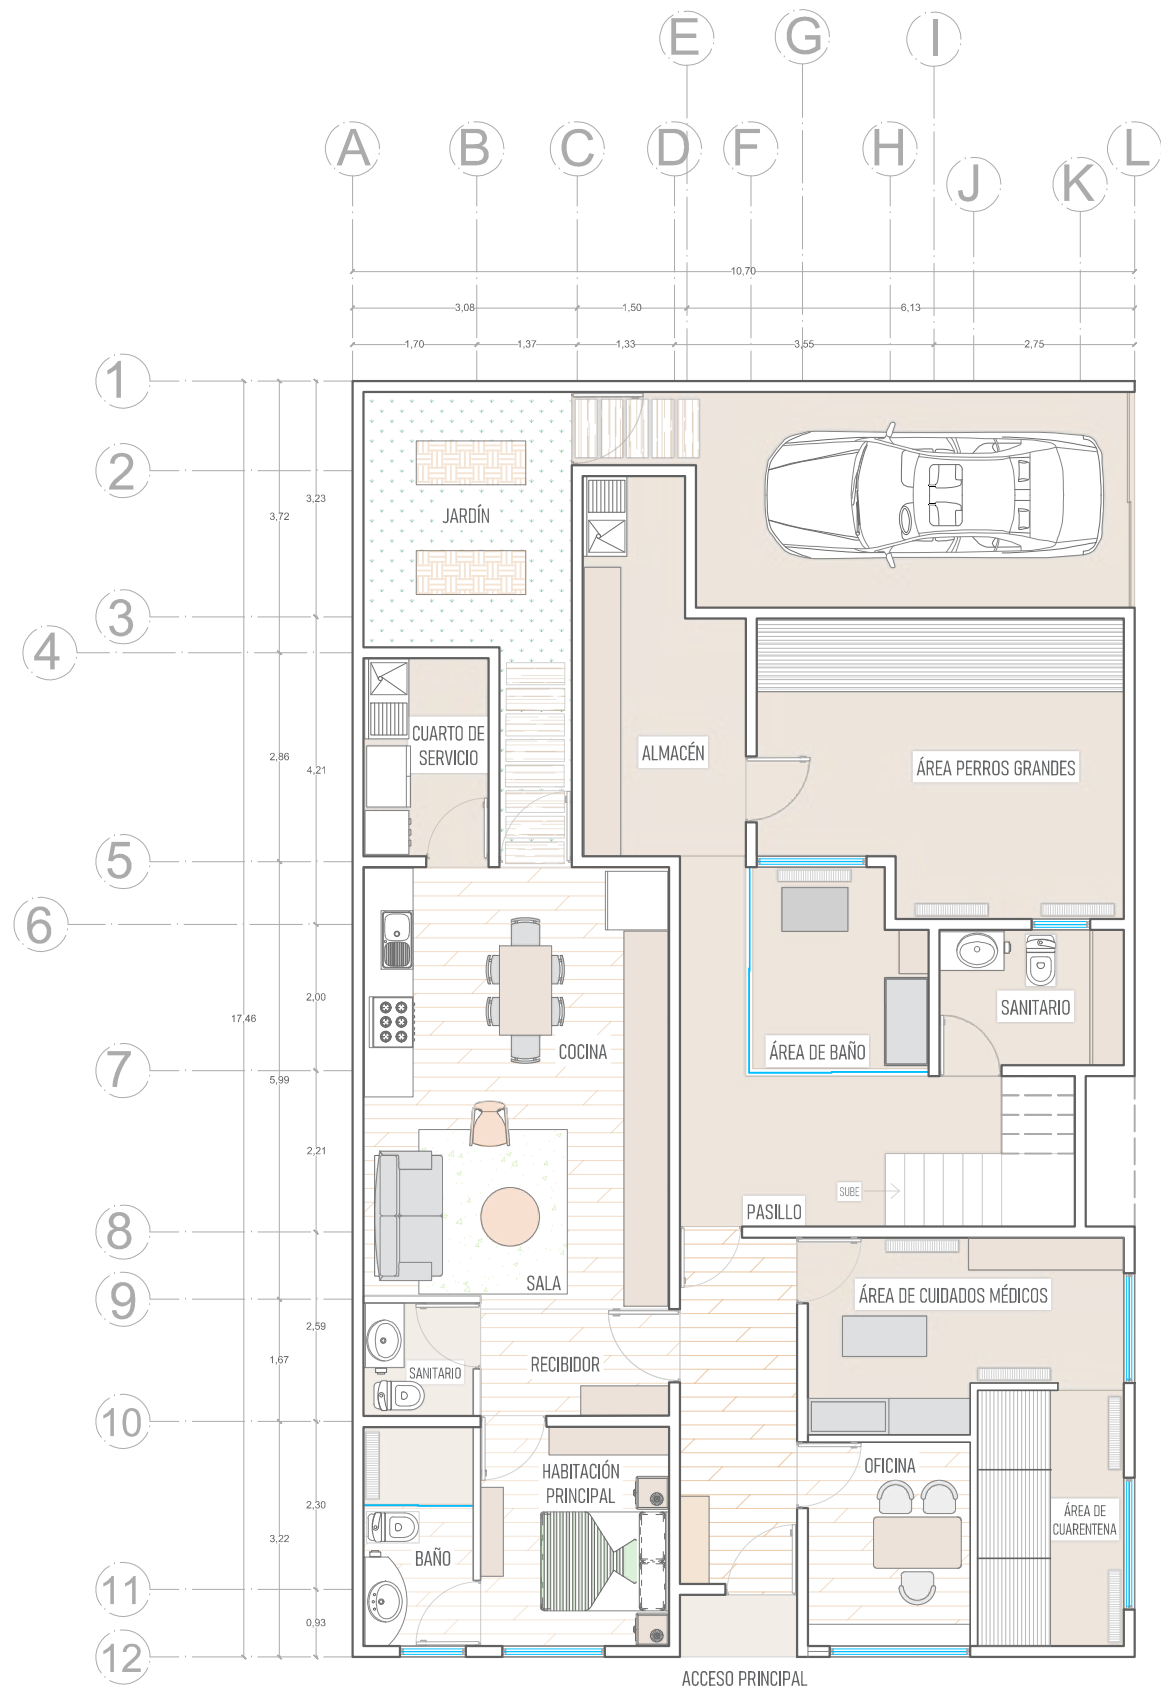 E G I
A B C D F H L
J K
10,70
3,08 1,50 6,13
1,70 1,37 1,33 3,55 2,75
1
2
3
4
5
6
7
8
9
10
11
12
3,23
3,72
2,86
4,21
2,00
17,46
5,99
2,21
2,59
1,67
2,30
3,22
0,93
JARDÍN
CUARTO DE
SERVICIO
ALMACÉN
ÁREA PERROS GRANDES
SANITARIO
COCINA
ÁREA DE BAÑO
SUBE
PASILLO
SALA
ÁREA DE CUIDADOS MÉDICOS
RECIBIDOR
SANITARIO
HABITACIÓN
PRINCIPAL
OFICINA
ÁREA DE
CUARENTENA
BAÑO
ACCESO PRINCIPAL